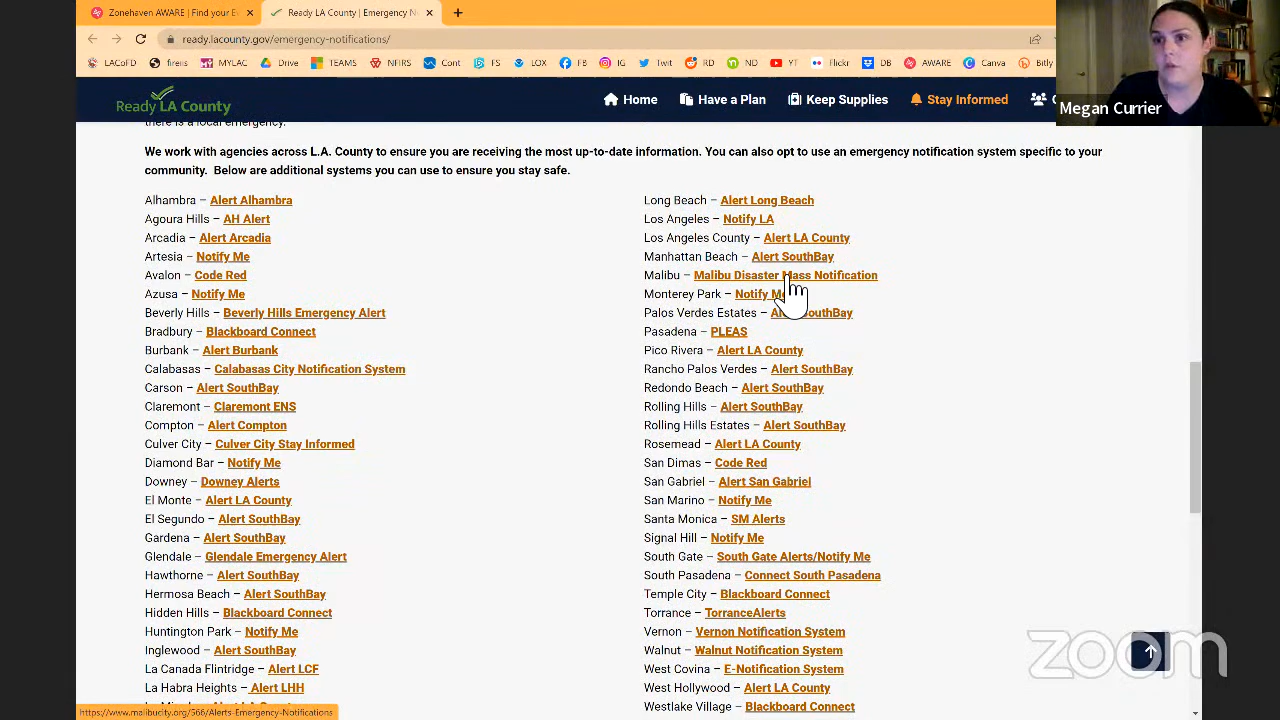 Zonehaven AWARE | Find your E
Ready LA County | Emergency N
ready.lacounty.gov/emergency-notifications/
LACoFD fireris MYLAC Drive TEAMS NFIRS Cont FS LOX FB IG Twit RD ND YT Flickr DB AWARE Canva Bitly
Megan Currier
Ready LA County
Home Have a Plan Keep Supplies Stay Informed
there is a local emergency.
We work with agencies across L.A. County to ensure you are receiving the most up-to-date information. You can also opt to use an emergency notification system specific to your
community. Below are additional systems you can use to ensure you stay safe.
Alhambra – Alert Alhambra
Agoura Hills – AH Alert
Arcadia – Alert Arcadia
Artesia – Notify Me
Avalon – Code Red
Azusa – Notify Me
Beverly Hills – Beverly Hills Emergency Alert
Bradbury – Blackboard Connect
Burbank – Alert Burbank
Calabasas – Calabasas City Notification System
Carson – Alert SouthBay
Claremont – Claremont ENS
Compton – Alert Compton
Culver City – Culver City Stay Informed
Diamond Bar – Notify Me
Downey – Downey Alerts
El Monte – Alert LA County
El Segundo – Alert SouthBay
Gardena – Alert SouthBay
Glendale – Glendale Emergency Alert
Hawthorne – Alert SouthBay
Hermosa Beach – Alert SouthBay
Hidden Hills – Blackboard Connect
Huntington Park – Notify Me
Inglewood – Alert SouthBay
La Canada Flintridge – Alert LCF
La Habra Heights – Alert LHH
Long Beach – Alert Long Beach
Los Angeles – Notify LA
Los Angeles County – Alert LA County
Manhattan Beach – Alert SouthBay
Malibu – Malibu Disaster Mass Notification
Monterey Park – Notify Me
Palos Verdes Estates – Alert SouthBay
Pasadena – PLEAS
Pico Rivera – Alert LA County
Rancho Palos Verdes – Alert SouthBay
Redondo Beach – Alert SouthBay
Rolling Hills – Alert SouthBay
Rolling Hills Estates – Alert SouthBay
Rosemead – Alert LA County
San Dimas – Code Red
San Gabriel – Alert San Gabriel
San Marino – Notify Me
Santa Monica – SM Alerts
Signal Hill – Notify Me
South Gate – South Gate Alerts/Notify Me
South Pasadena – Connect South Pasadena
Temple City – Blackboard Connect
Torrance – TorranceAlerts
Vernon – Vernon Notification System
Walnut – Walnut Notification System
West Covina – E-Notification System
West Hollywood – Alert LA County
Westlake Village – Blackboard Connect
https://www.malibucity.org/566/Alerts-Emergency-Notifications
zoom